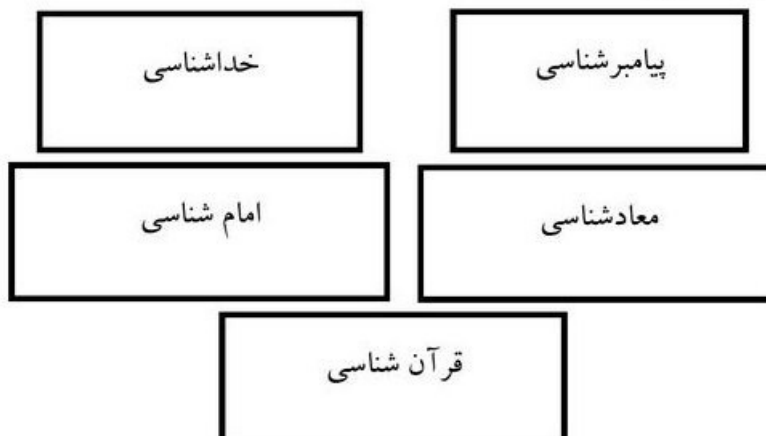 پیامبرشناسی
خداشناسی
معادشناسی
امام شناسی
قرآن شناسی